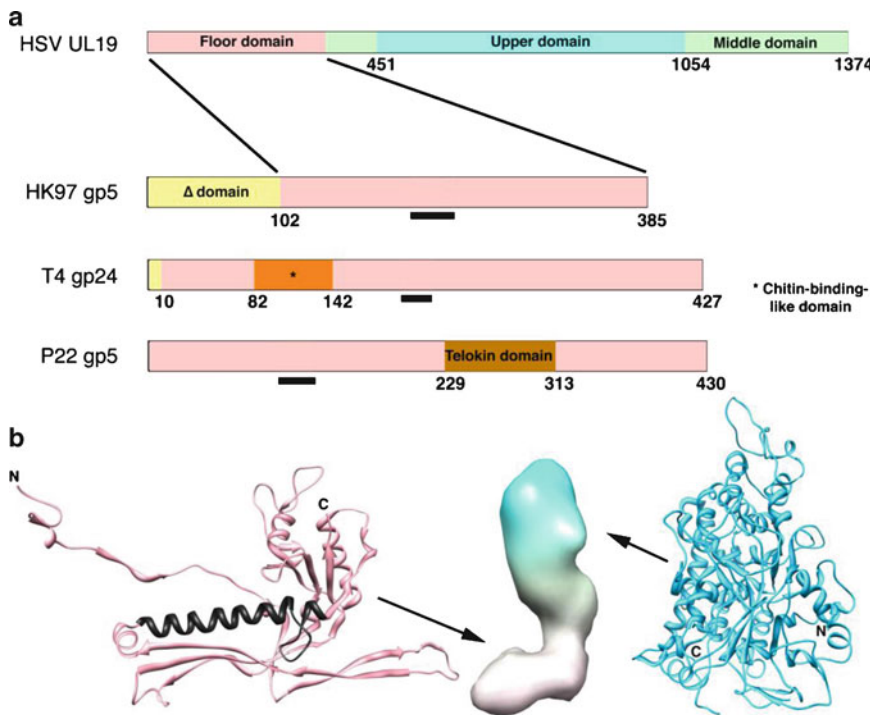 a
HSV UL19
Floor domain
Upper domain
Middle domain
451
1054
1374
HK97 gp5
Δ domain
102
385
T4 gp24
*
10
82
142
427
* Chitin-binding-
like domain
P22 gp5
Telokin domain
229
313
430
b
N
C
N
C